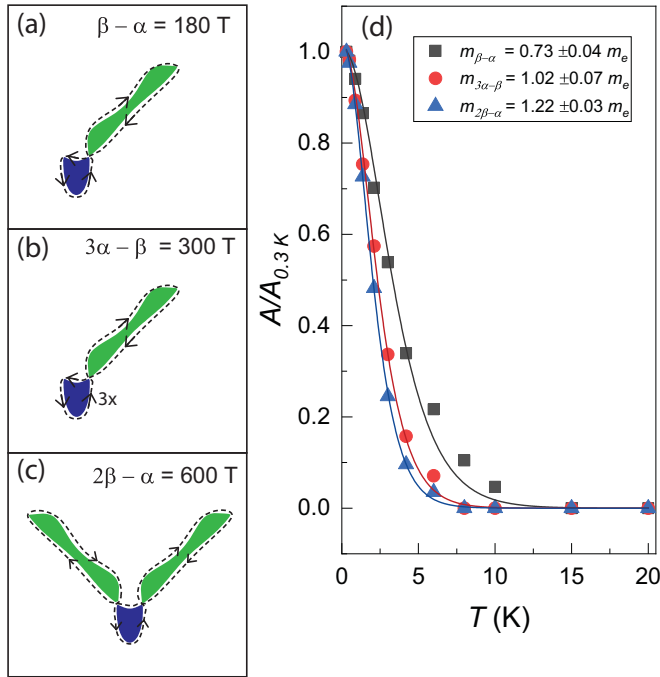 (a)
β – α = 180 T
(b)
3α – β = 300 T
3x
(c)
2β – α = 600 T
(d)
m_{β–α} = 0.73 ±0.04 m_e
m_{3α–β} = 1.02 ±0.07 m_e
m_{2β–α} = 1.22 ±0.03 m_e
A/A_{0.3 K}
1.0
0.8
0.6
0.4
0.2
0.0
0 5 10 15 20
T (K)